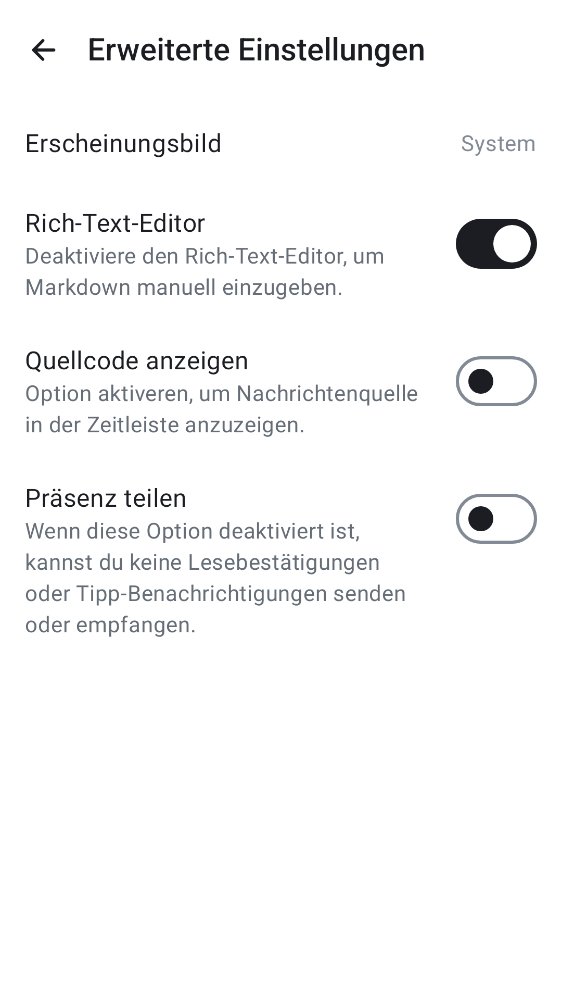 Erweiterte Einstellungen
Erscheinungsbild System
Rich-Text-Editor
Deaktiviere den Rich-Text-Editor, um
Markdown manuell einzugeben.
Quellcode anzeigen
Option aktiveren, um Nachrichtenquelle
in der Zeitleiste anzuzeigen.
Präsenz teilen
Wenn diese Option deaktiviert ist,
kannst du keine Lesebestätigungen
oder Tipp-Benachrichtigungen senden
oder empfangen.